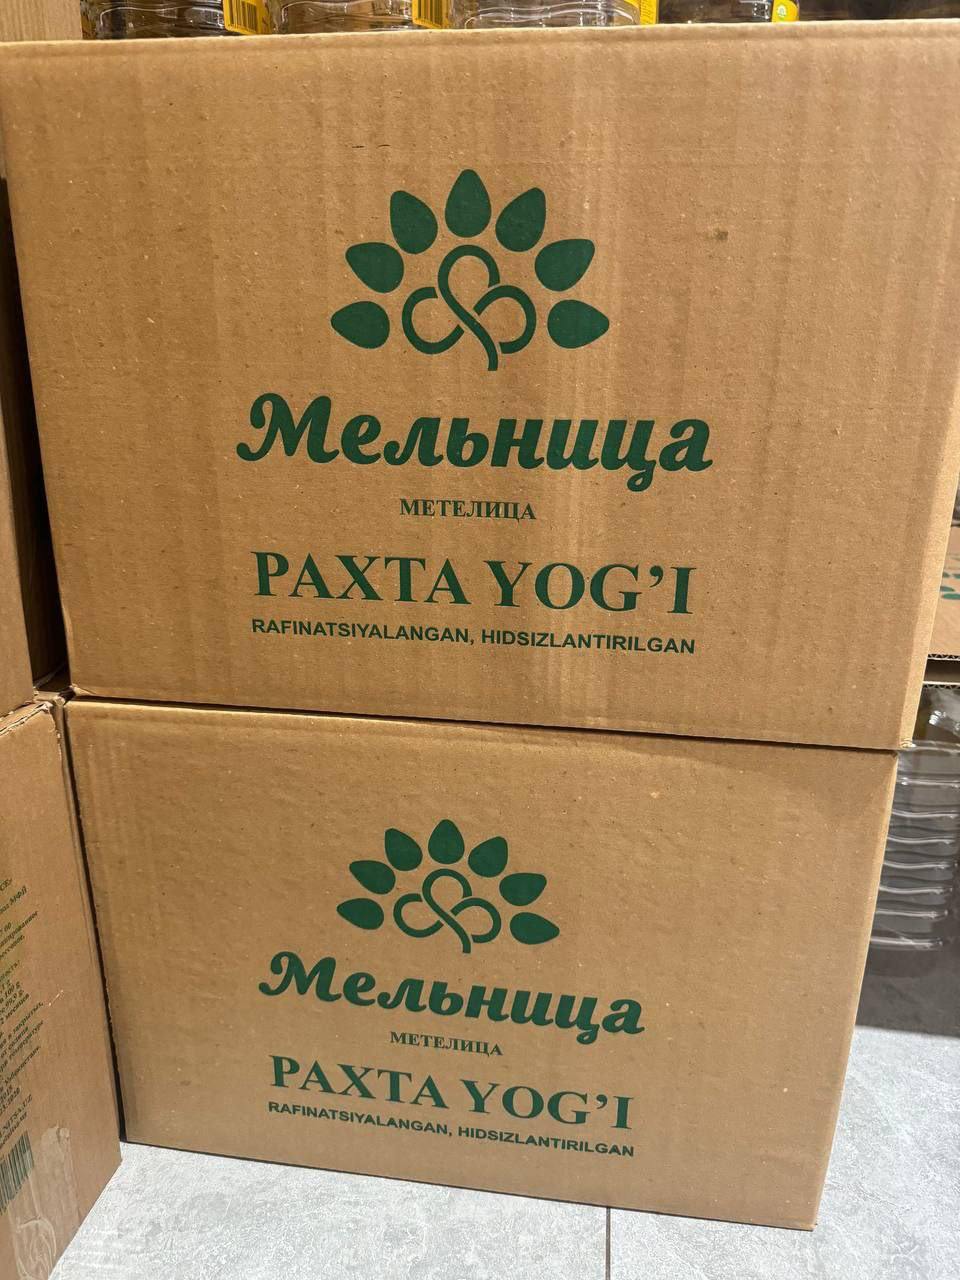 Мельница
МЕТЕЛИЦА
PAXTA YOG'I
RAFINATSIYALANGAN, HIDSIZLANTIRILGAN
Мельница
МЕТЕЛИЦА
PAXTA YOG'I
RAFINATSIYALANGAN, HIDSIZLANTIRILGAN